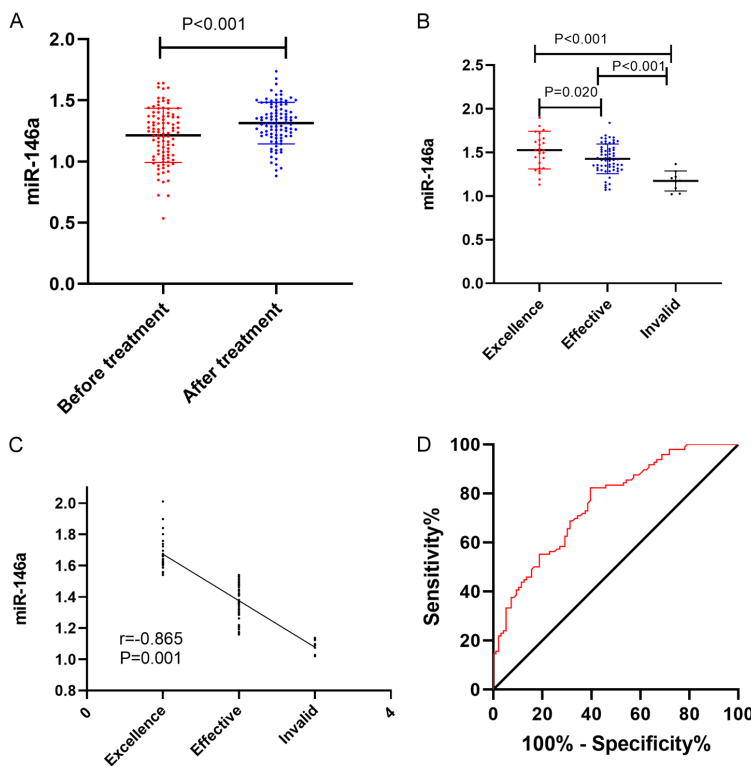 A
P<0.001
2.0
1.5
1.0
0.5
0.0
miR-146a
Before treatment
After treatment
B
P<0.001
P<0.001
P=0.020
2.5
2.0
1.5
1.0
0.5
0.0
miR-146a
Excellence
Effective
Invalid
C
2.0
1.8
1.6
1.4
1.2
1.0
0.8
miR-146a
r=-0.865
P=0.001
0
4
Excellence
Effective
Invalid
D
100
80
60
40
20
0
Sensitivity%
0 20 40 60 80 100
100% - Specificity%